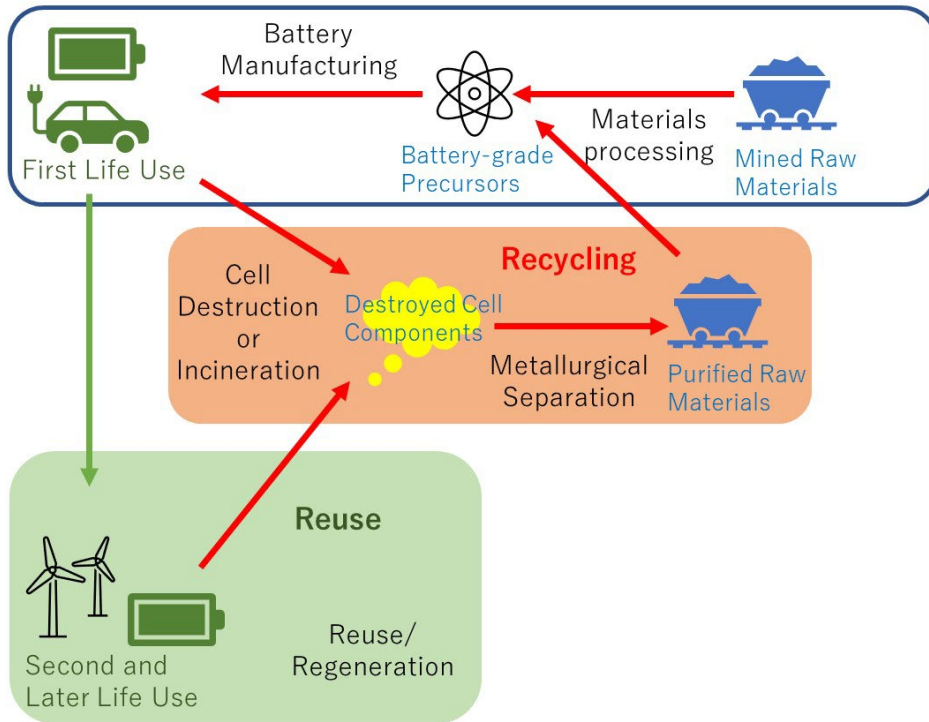 Battery
Manufacturing
First Life Use
Battery-grade
Precursors
Materials
processing
Mined Raw
Materials
Recycling
Cell
Destruction
or
Incineration
Destroyed Cell
Components
Metallurgical
Separation
Purified Raw
Materials
Reuse
Reuse/
Regeneration
Second and
Later Life Use